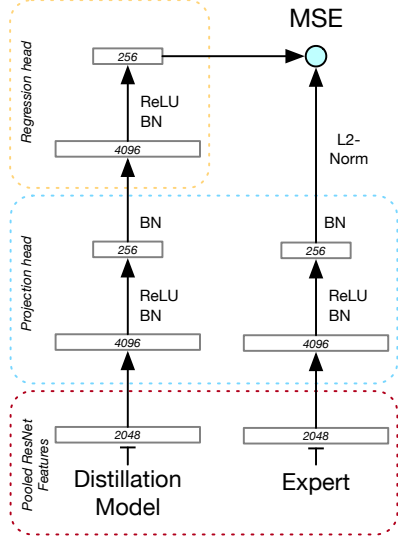 MSE
Regression head
256
ReLU
BN
L2-
Norm
4096
Projection head
BN
BN
256
256
ReLU
BN
ReLU
BN
4096
4096
Pooled ResNet
Features
2048
2048
Distillation
Model
Expert